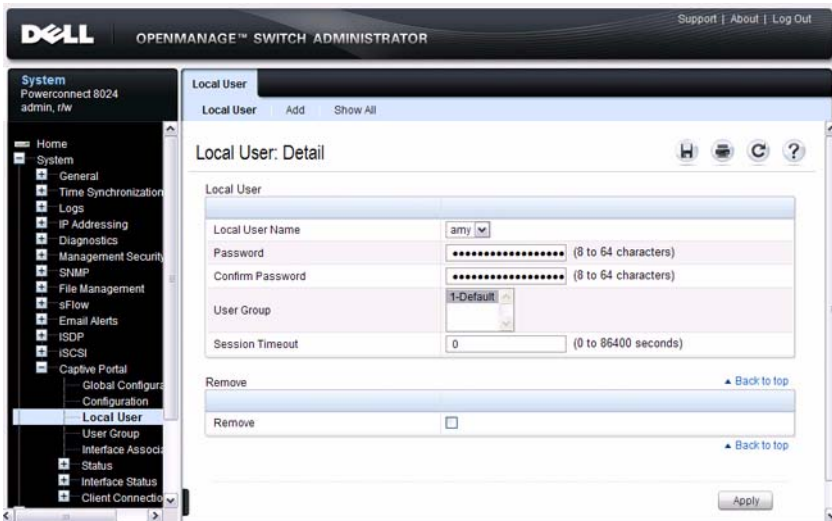 Support | About | Log Out
DELL OPENMANAGE™ SWITCH ADMINISTRATOR
System
Powerconnect 8024
admin, r/w
Home
System
General
Time Synchronization
Logs
IP Addressing
Diagnostics
Management Security
SNMP
File Management
sFlow
Email Alerts
ISDP
iSCSI
Captive Portal
Global Configura
Configuration
Local User
User Group
Interface Associa
Status
Interface Status
Client Connectio
Local User
Local User Add Show All
Local User: Detail
Local User
Local User Name amy
Password (8 to 64 characters)
Confirm Password (8 to 64 characters)
User Group 1-Default
Session Timeout 0 (0 to 86400 seconds)
Remove Back to top
Remove
Back to top
Apply